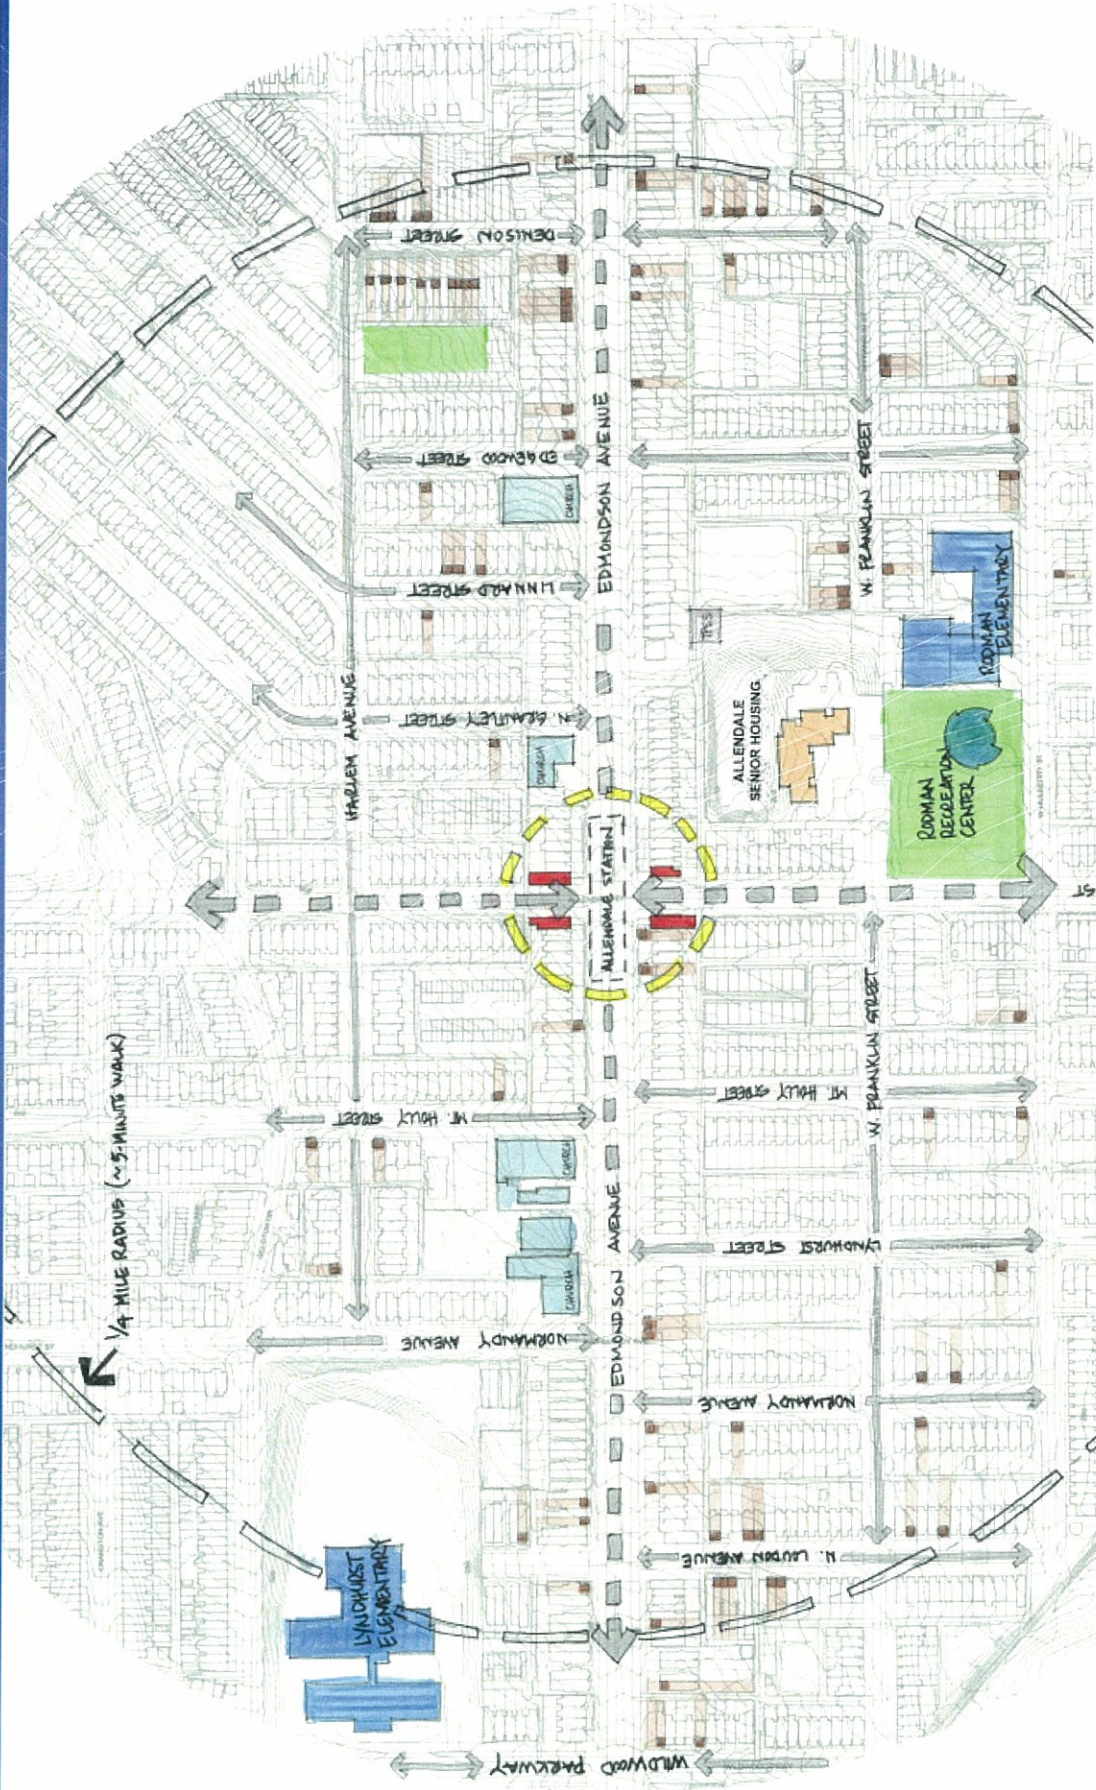 DENISON STREET
EDMONDSON AVENUE
EDGEWOOD STREET
CHURCH
W. FRANKLIN STREET
LINNARD STREET
TPSS
RODMAN
ELEMENTARY
HARLEM AVENUE
N. GRANTLEY STREET
CHURCH
ALLENDALE
SENIOR HOUSING
RODMAN
RECREATION
CENTER
ALLENDALE STATION
ST
1/4 MILE RADIUS (~5-MINUTE WALK)
MT. HOLLY STREET
MT. HOLLY STREET
W. FRANKLIN STREET
CHURCH
CHURCH
EDMONDSON AVENUE
LYNDHURST STREET
NORMANDY AVENUE
NORMANDY AVENUE
N. LOUDON AVENUE
LYNDHURST
ELEMENTARY
WILDWOOD
PARKWAY